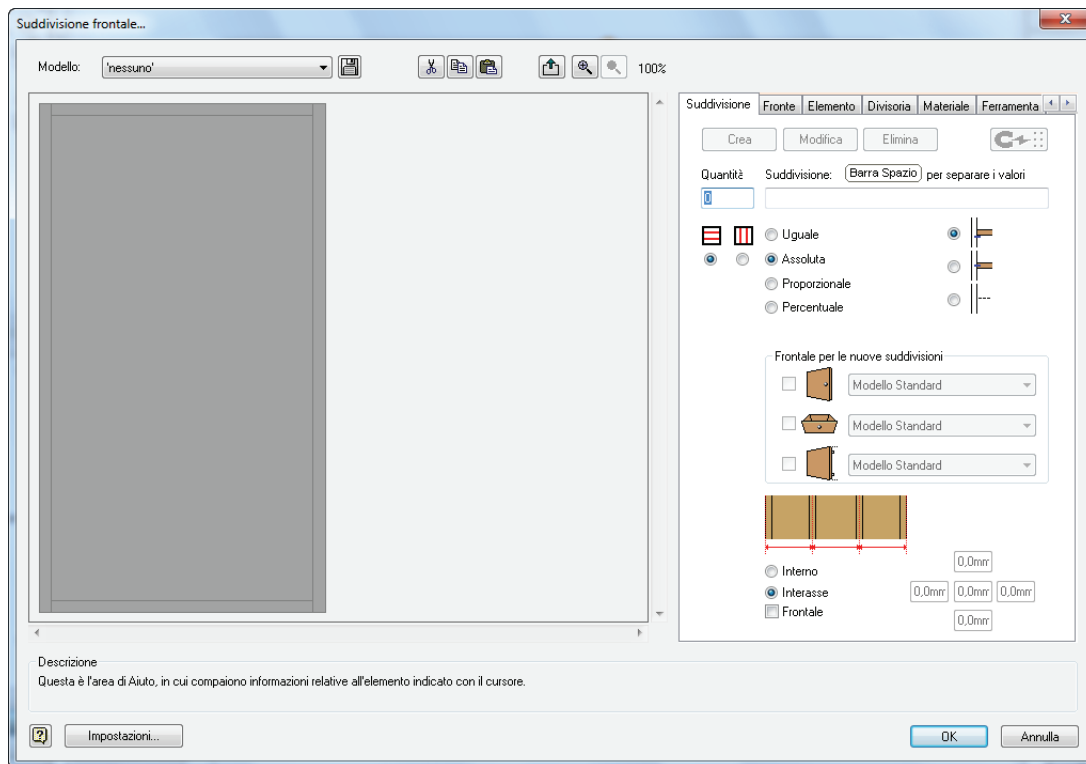 Suddivisione frontale...
Modello: 'nessuno' 100%
Suddivisione Fronte Elemento Divisoria Materiale Ferramenta
Crea Modifica Elimina
Quantità Suddivisione: Barra Spazio per separare i valori
0
Uguale
Assoluta
Proporzionale
Percentuale
Frontale per le nuove suddivisioni
Modello Standard
Modello Standard
Modello Standard
Interno
Interasse
Frontale
0,0mm
0,0mm 0,0mm 0,0mm
0,0mm
Descrizione
Questa è l'area di Aiuto, in cui compaiono informazioni relative all'elemento indicato con il cursore.
Impostazioni... OK Annulla